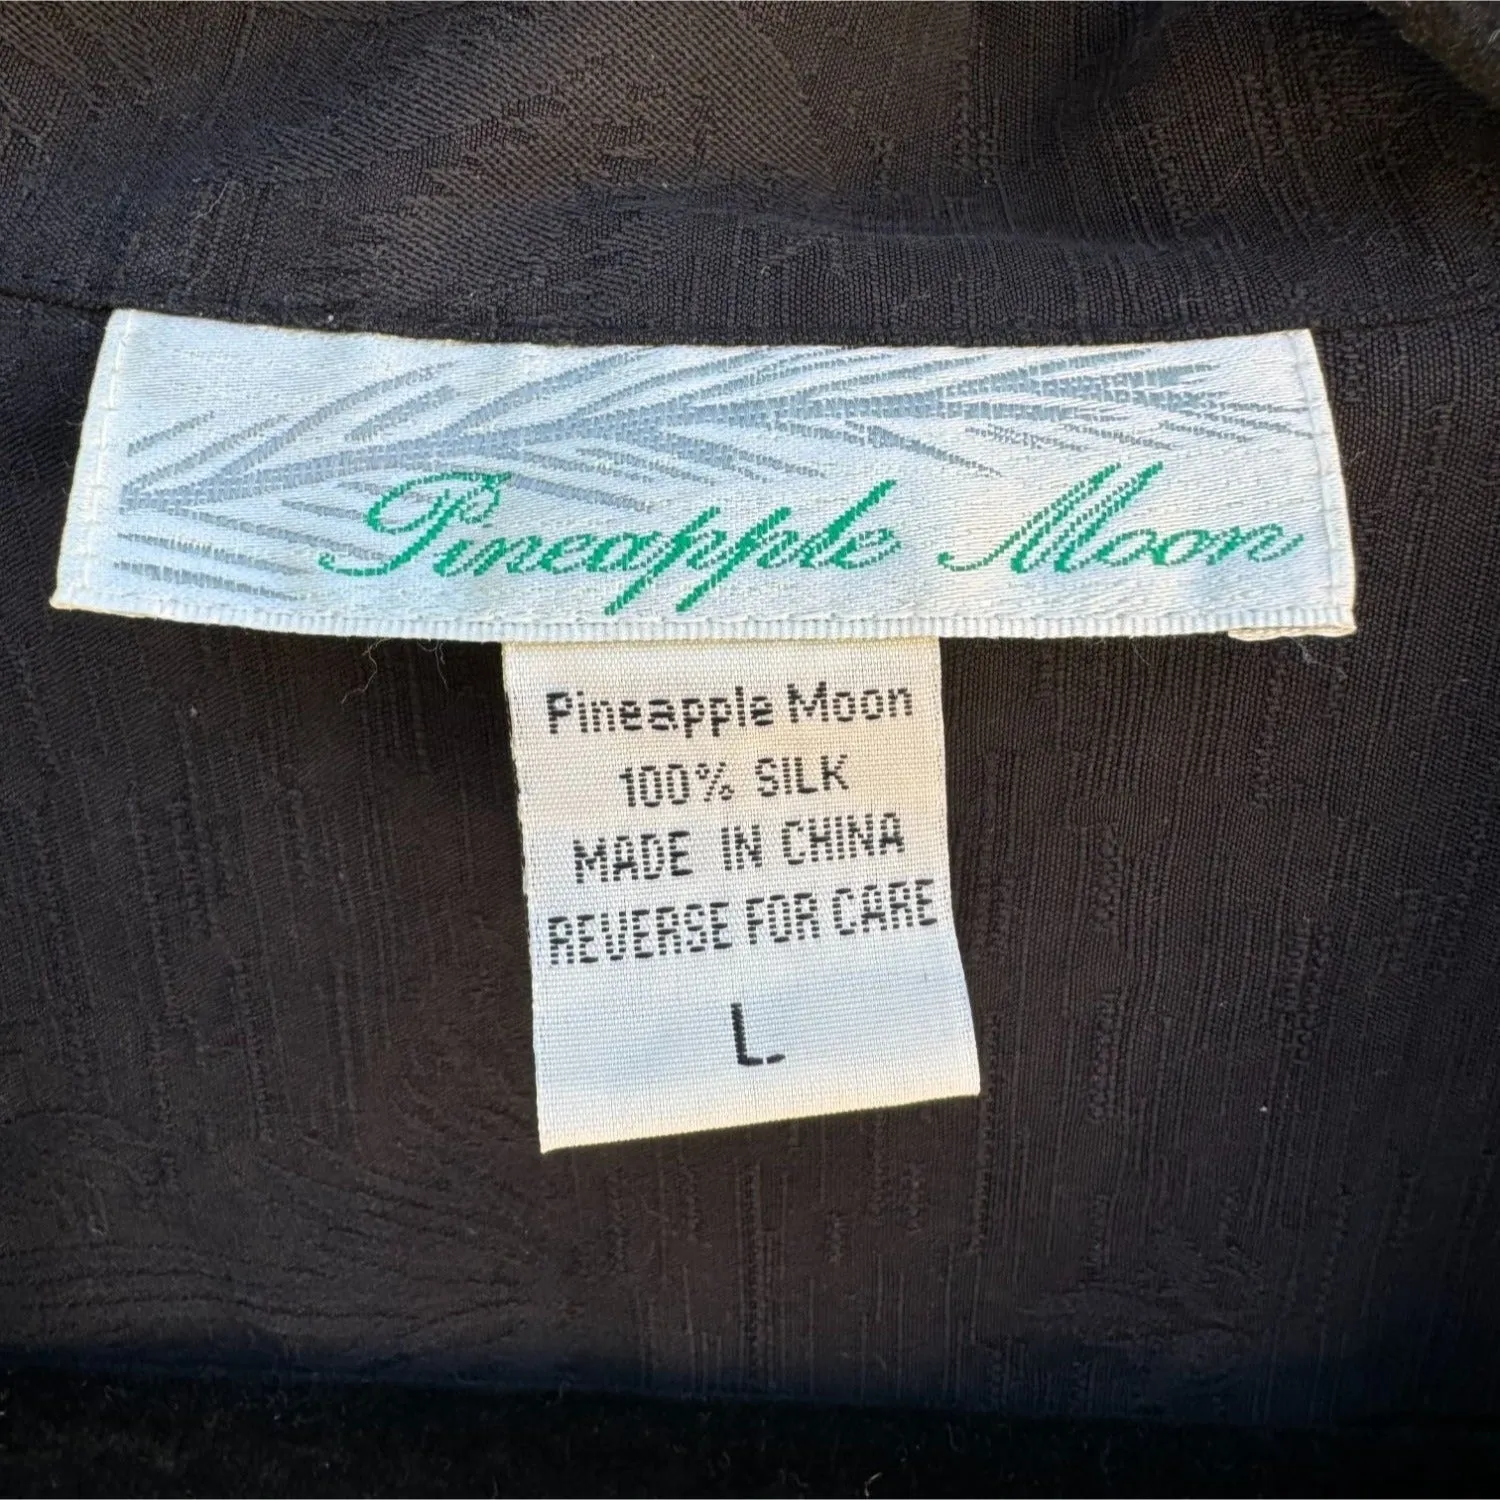 Pineapple Moon
Pineapple Moon
100% SILK
MADE IN CHINA
REVERSE FOR CARE
L